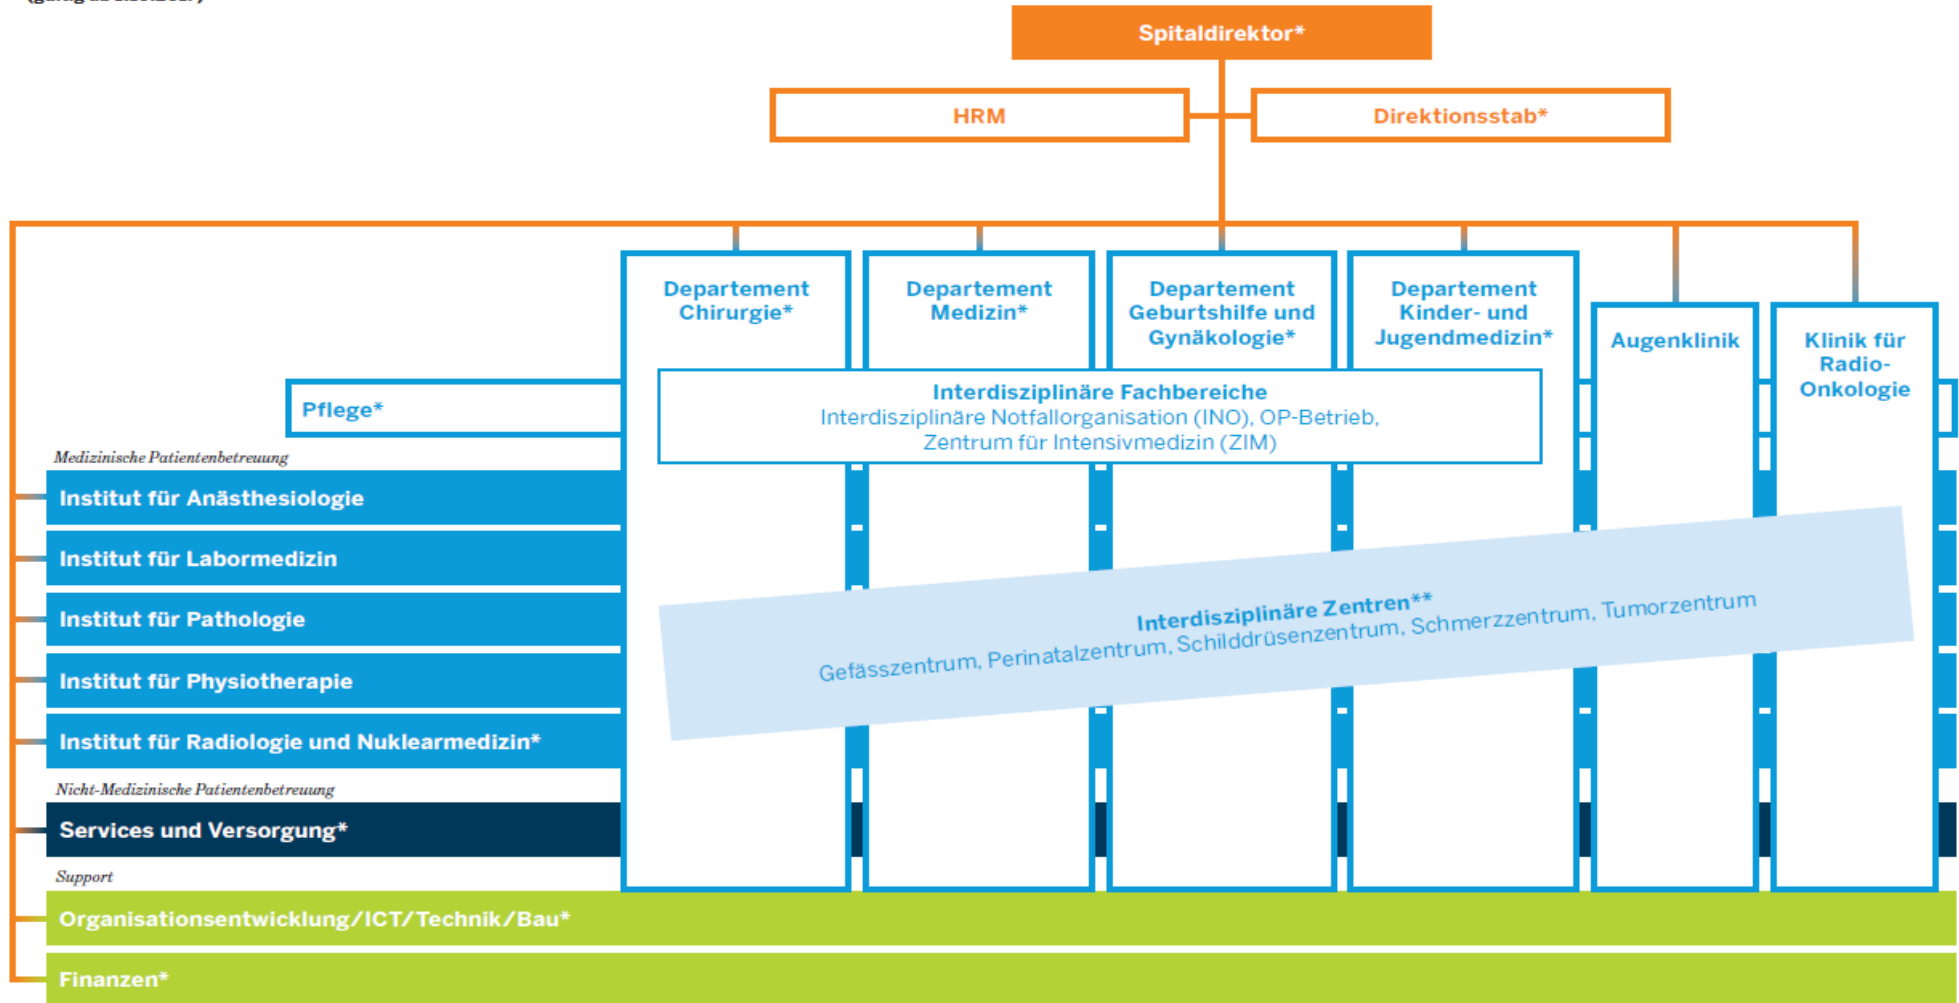 Spitaldirektor*
HRM
Direktionsstab*
Departement
Chirurgie*
Departement
Medizin*
Departement
Geburtshilfe und
Gynäkologie*
Departement
Kinder- und
Jugendmedizin*
Augenklinik
Klinik für
Radio-
Onkologie
Pflege*
Interdisziplinäre Fachbereiche
Interdisziplinäre Notfallorganisation (INO), OP-Betrieb,
Zentrum für Intensivmedizin (ZIM)
Medizinische Patientenbetreuung
Institut für Anästhesiologie
Institut für Labormedizin
Institut für Pathologie
Institut für Physiotherapie
Institut für Radiologie und Nuklearmedizin*
Interdisziplinäre Zentren**
Gefässzentrum, Perinatalzentrum, Schilddrüsenzentrum, Schmerzzentrum, Tumorzentrum
Nicht-Medizinische Patientenbetreuung
Services und Versorgung*
Support
Organisationsentwicklung/ICT/Technik/Bau*
Finanzen*